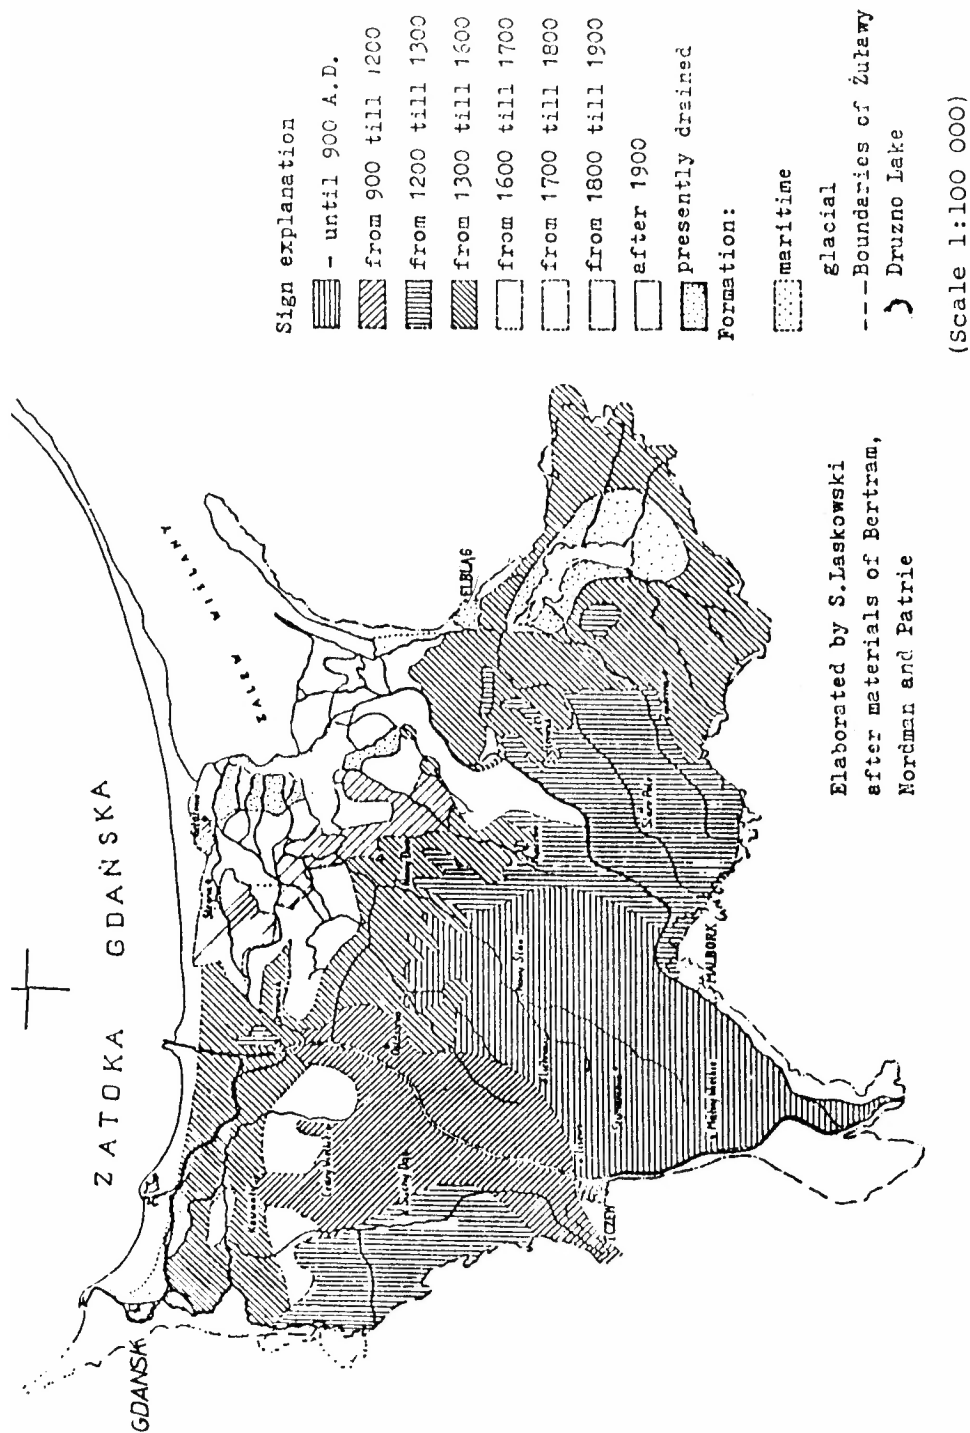 Sign explanation
- until 900 A.D.
from 900 till 1200
from 1200 till 1300
from 1300 till 1600
from 1600 till 1700
from 1700 till 1800
from 1800 till 1900
after 1900
presently drained
Formation:
maritime
glacial
---Boundaries of Żuławy
Druzno Lake
(Scale 1:100 000)
ZATOKA GDAŃSKA
ZALEW WIŚLANY
GDAŃSK
ELBLĄG
MALBORK
CZEW
Elaborated by S.Laskowski
after materials of Bertram,
Nordman and Patrie